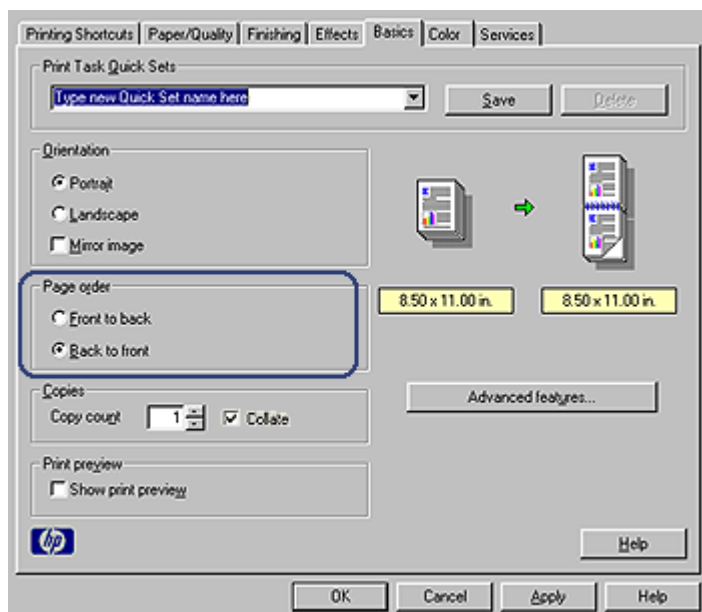 Printing Shortcuts Paper/Quality Finishing Effects Basics Color Services
Print Task Quick Sets
Type new Quick Set name here Save Delete
Orientation
Portrait
Landscape
Mirror image
Page order
8.50 x 11.00 in. 8.50 x 11.00 in.
Front to back
Back to front
Copies
Advanced features...
Copy count 1 Collate
Print preview
Show print preview
hp
Help
OK Cancel Apply Help